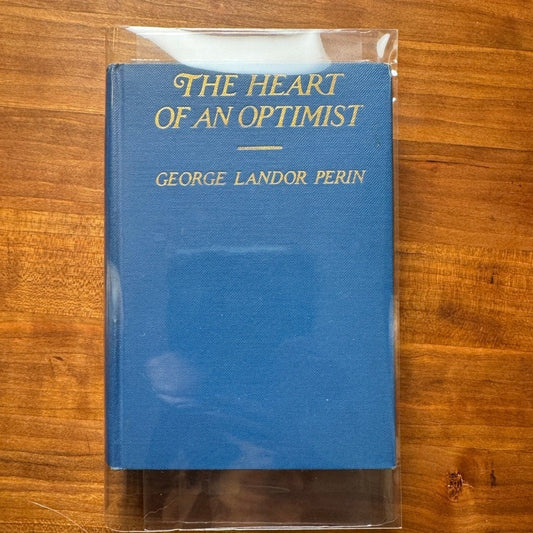 THE HEART
OF AN OPTIMIST
GEORGE LANDOR PERIN